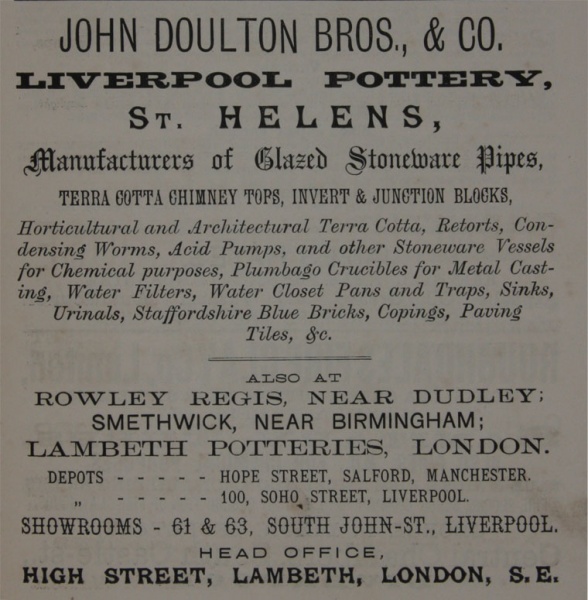 JOHN DOULTON BROS., & CO.
LIVERPOOL POTTERY,
ST. HELENS,
Manufacturers of Glazed Stoneware Pipes,
TERRA COTTA CHIMNEY TOPS, INVERT & JUNCTION BLOCKS,
Horticultural and Architectural Terra Cotta, Retorts, Con-
densing Worms, Acid Pumps, and other Stoneware Vessels
for Chemical purposes, Plumbago Crucibles for Metal Cast-
ing, Water Filters, Water Closet Pans and Traps, Sinks,
Urinals, Staffordshire Blue Bricks, Copings, Paving
Tiles, &c.
ALSO AT
ROWLEY REGIS, NEAR DUDLEY;
SMETHWICK, NEAR BIRMINGHAM;
LAMBETH POTTERIES, LONDON.
DEPOTS - - - - - HOPE STREET, SALFORD, MANCHESTER.
„ - - - - - 100, SOHO STREET, LIVERPOOL.
SHOWROOMS - 61 & 63, SOUTH JOHN-ST., LIVERPOOL.
HEAD OFFICE,
HIGH STREET, LAMBETH, LONDON, S.E.